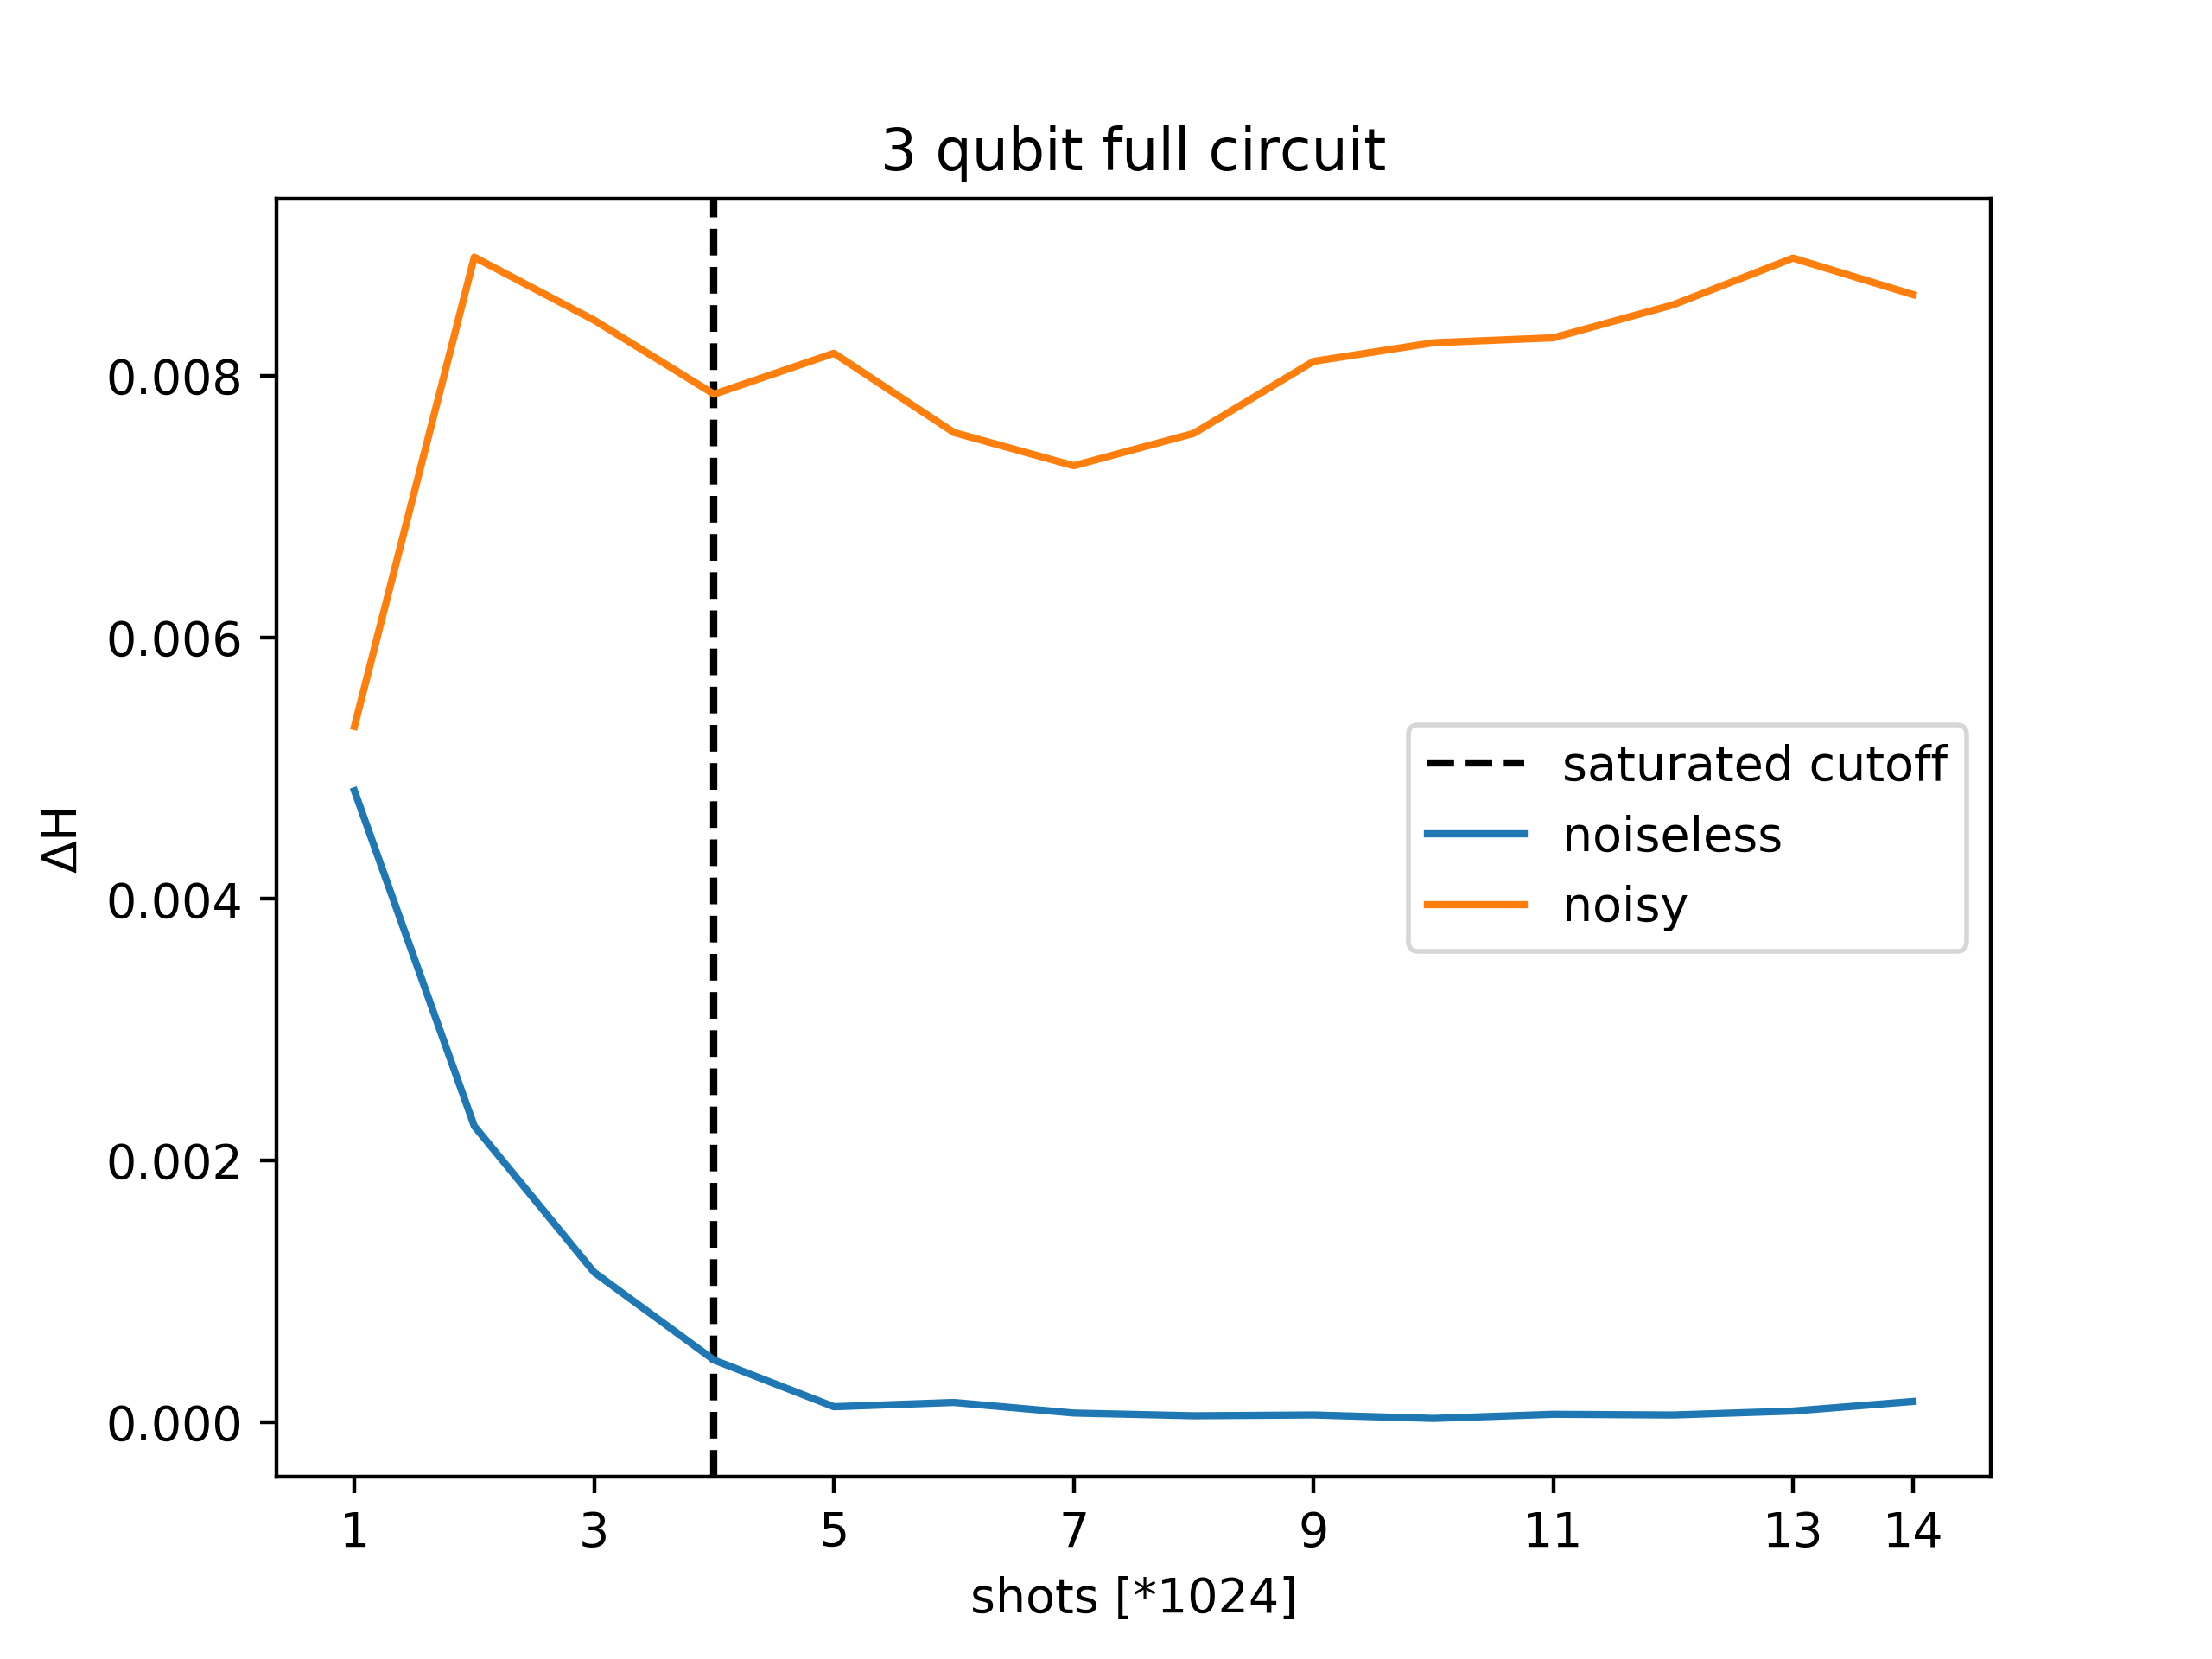 3 qubit full circuit
ΔH
0.008
0.006
0.004
0.002
0.000
saturated cutoff
noiseless
noisy
1 3 5 7 9 11 13 14
shots [*1024]